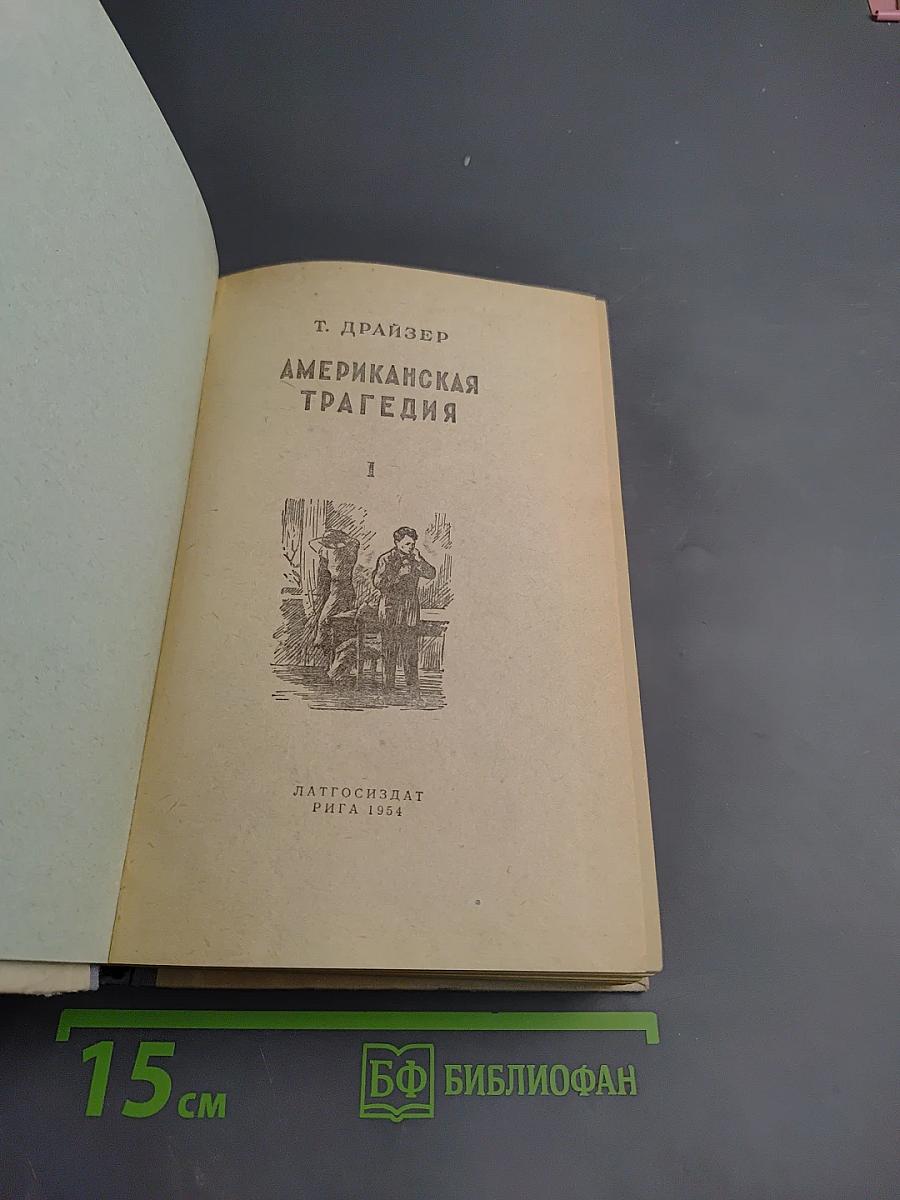 Т. ДРАЙЗЕР
АМЕРИКАНСКАЯ
ТРАГЕДИЯ
I
ЛАТГОСИЗДАТ
РИГА 1954
15 см
БФ БИБЛИОФАН